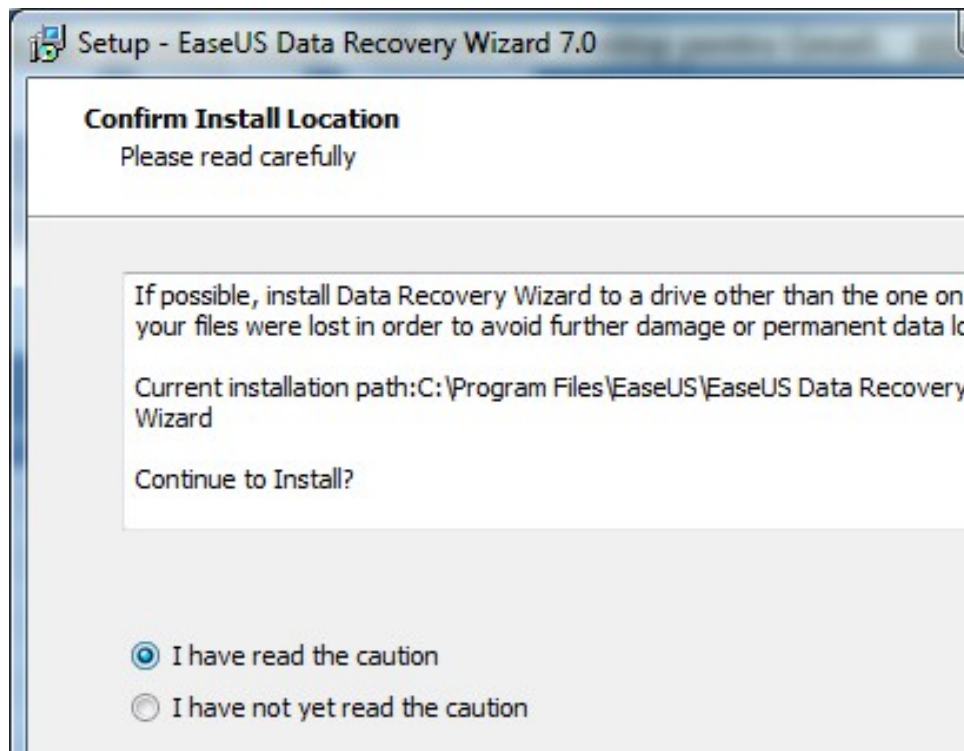 Setup - EaseUS Data Recovery Wizard 7.0
Confirm Install Location
Please read carefully
If possible, install Data Recovery Wizard to a drive other than the one on
your files were lost in order to avoid further damage or permanent data
Current installation path:C:\Program Files\EaseUS\EaseUS Data Recovery
Wizard
Continue to Install?
I have read the caution
I have not yet read the caution